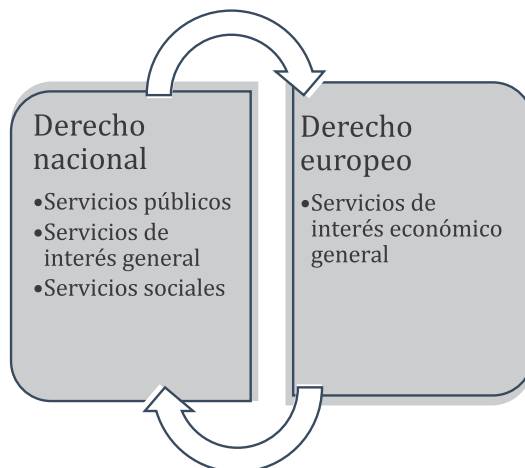 Derecho
nacional
•Servicios públicos
•Servicios de
interés general
•Servicios sociales
Derecho
europeo
•Servicios de
interés económico
general